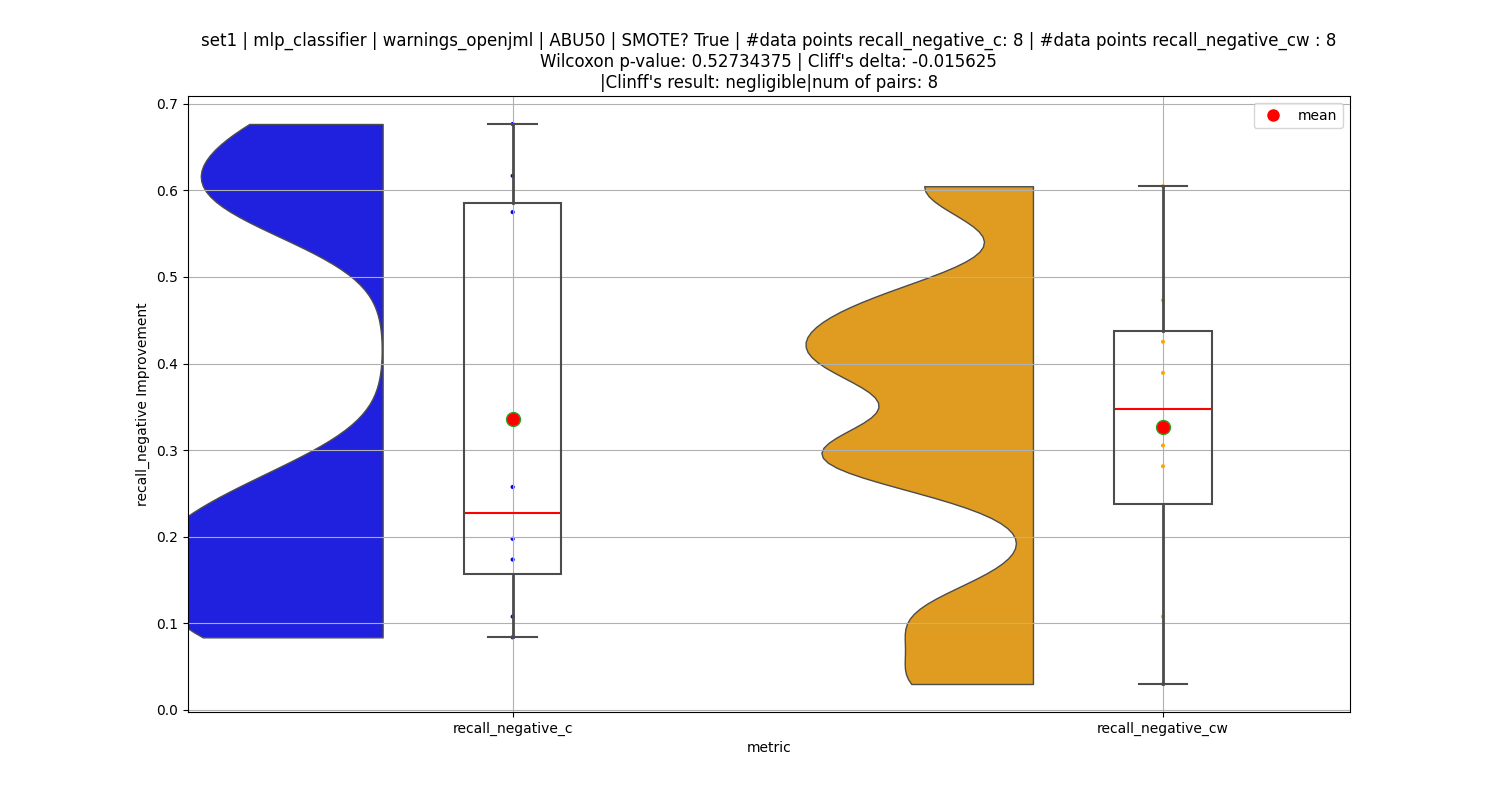 set1 | mlp_classifier | warnings_openjml | ABU50 | SMOTE? True | #data points recall_negative_c: 8 | #data points recall_negative_cw : 8
Wilcoxon p-value: 0.52734375 | Cliff's delta: -0.015625
|Clinff's result: negligible|num of pairs: 8
mean
recall_negative Improvement
0.7
0.6
0.5
0.4
0.3
0.2
0.1
0.0
recall_negative_c
recall_negative_cw
metric